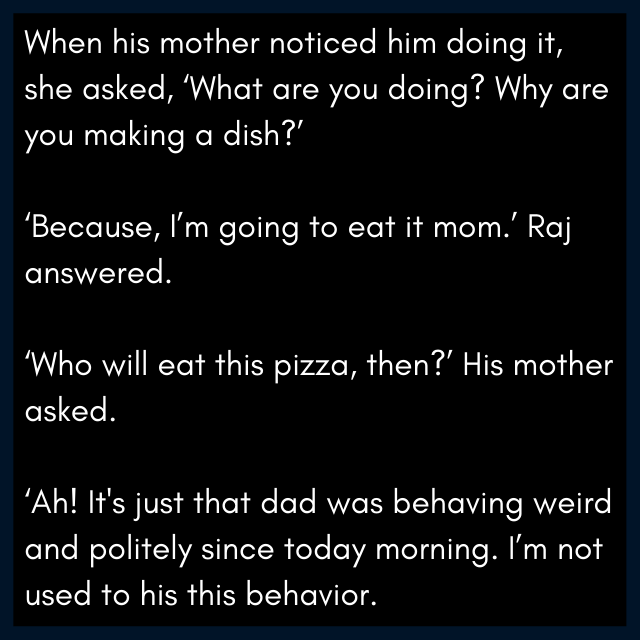 When his mother noticed him doing it,
she asked, ‘What are you doing? Why are
you making a dish?’
‘Because, I’m going to eat it mom.’ Raj
answered.
‘Who will eat this pizza, then?’ His mother
asked.
‘Ah! It's just that dad was behaving weird
and politely since today morning. I’m not
used to his this behavior.